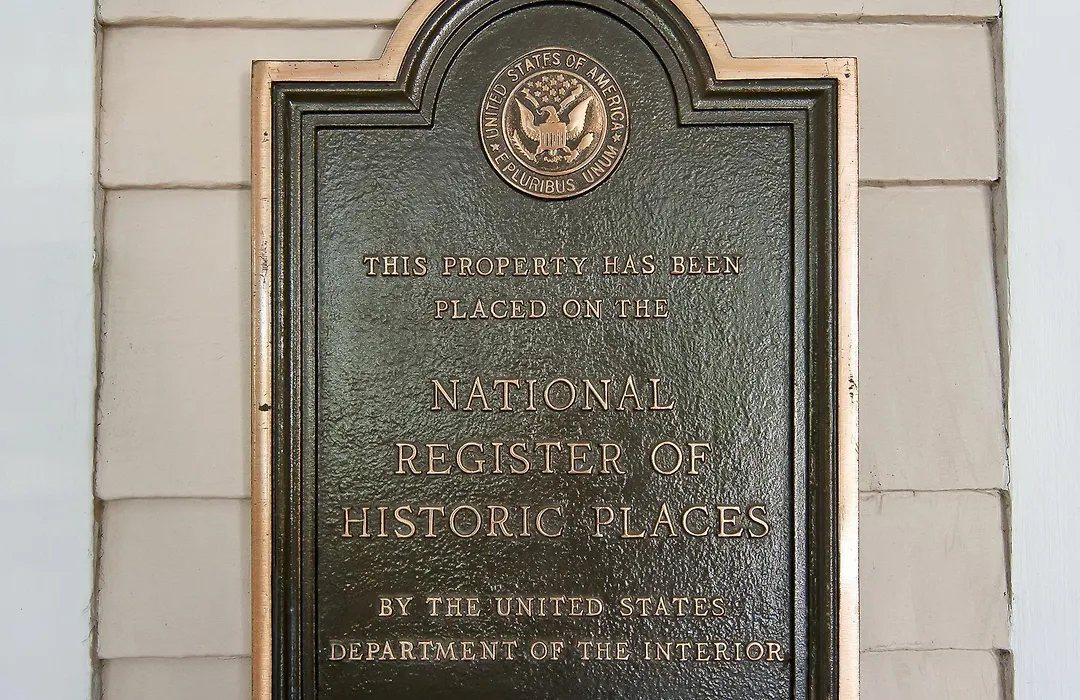 UNITED STATES OF AMERICA
E PLURIBUS UNUM
THIS PROPERTY HAS BEEN
PLACED ON THE
NATIONAL
REGISTER OF
HISTORIC PLACES
BY THE UNITED STATES
DEPARTMENT OF THE INTERIOR